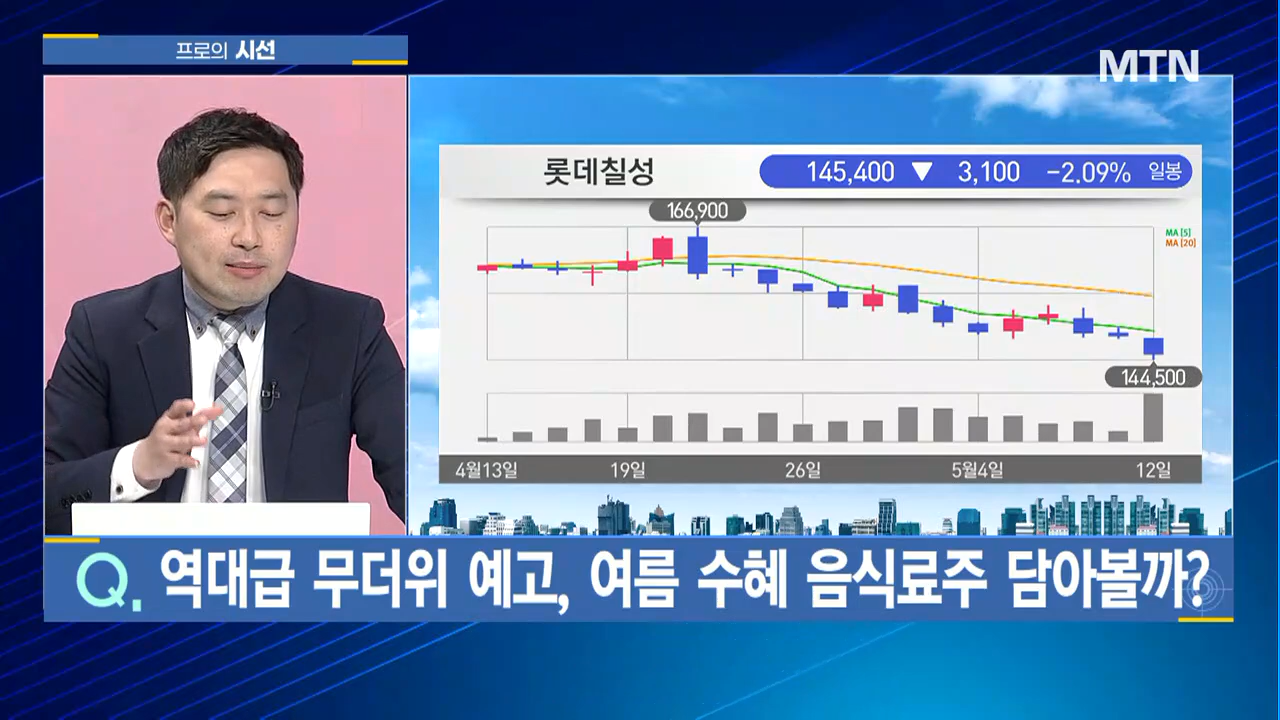 프로의 시선
MTN
롯데칠성
145,400 ▼ 3,100 -2.09% 일봉
166,900
MA [5]
MA [20]
144,500
4월13일 19일 26일 5월4일 12일
Q. 역대급 무더위 예고, 여름 수혜 음식료주 담아볼까?